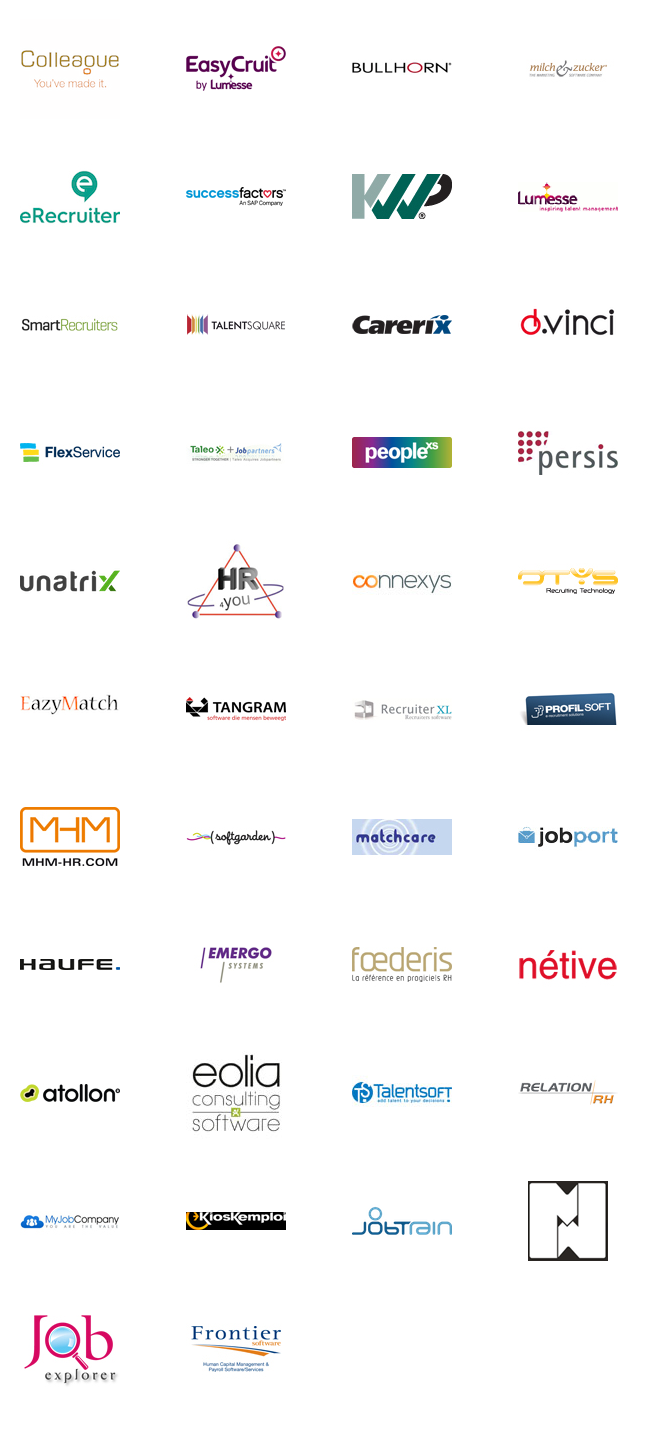 Colleague
You've made it.
EasyCruit
by Lumesse
BULLHORN®
milch & zucker
THE MARKETING SOFTWARE COMPANY
eRecruiter
successfactors™
An SAP Company
KWP®
Lumesse
inspiring talent management
SmartRecruiters
TALENTSQUARE
Carerix
d.vinci
FlexService
Taleo + Jobpartners
STRONGER TOGETHER | Taleo Acquires Jobpartners
peoplexs
persis
unatrix
HR
4you
connexys
OTYS
Recruiting Technology
EazyMatch
TANGRAM
software die mensen beweegt
Recruiter XL
Recruiters software
PROFILSOFT
e-recruitment solutions
MHM
MHM-HR.COM
(softgarden)
matchcare
jobport
HAUFE.
EMERGO
SYSTEMS
fœderis
La référence en progiciels RH
nétive
atollon
eolia
consulting
software
Talentsoft
add talent to your decisions
RELATION
RH
MyJobCompany
YOU ARE THE VALUE
KiosKemploi
JOBTRAIN
Job
explorer
Frontier
software
Human Capital Management &
Payroll Software/Services